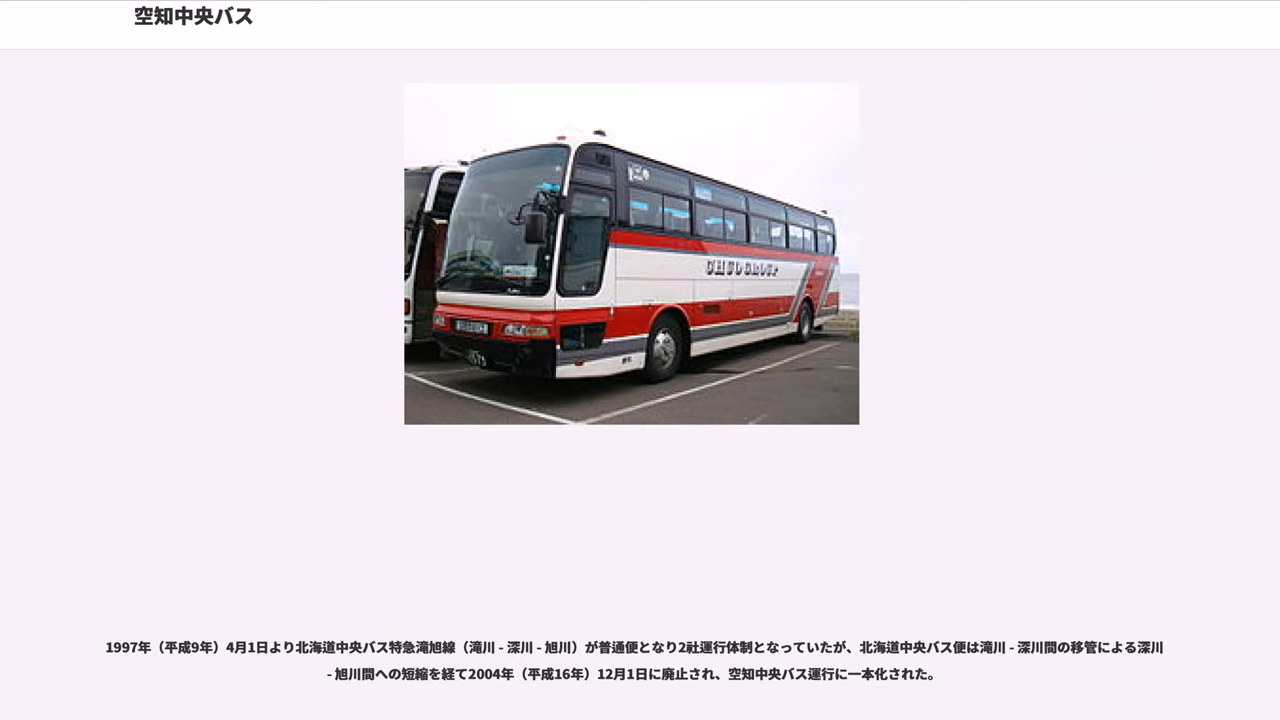 空知中央バス
CHUO GROUP
1997年（平成9年）4月1日より北海道中央バス特急滝旭線（滝川 - 深川 - 旭川）が普通便となり2社運行体制となっていたが、北海道中央バス便は滝川 - 深川間の移管による深川
- 旭川間への短縮を経て2004年（平成16年）12月1日に廃止され、空知中央バス運行に一本化された。